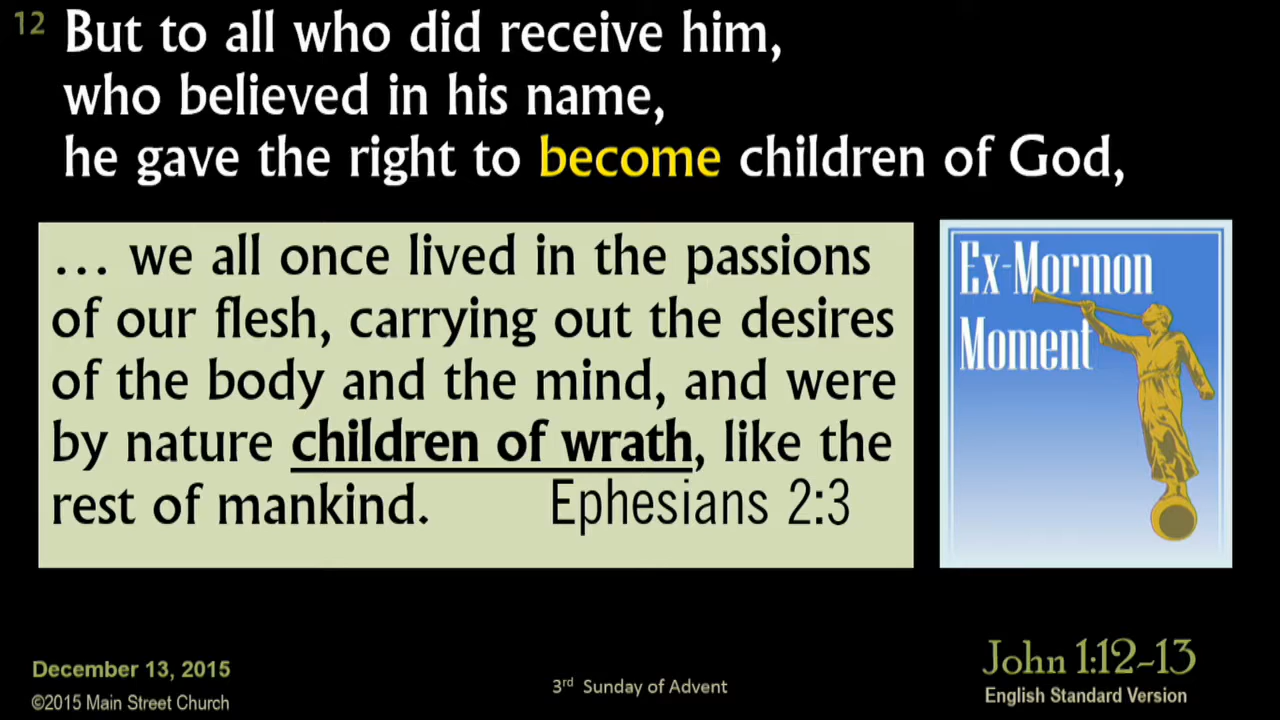 12 But to all who did receive him,
who believed in his name,
he gave the right to become children of God,
… we all once lived in the passions
of our flesh, carrying out the desires
of the body and the mind, and were
by nature children of wrath, like the
rest of mankind. Ephesians 2:3
Ex-Mormon
Moment
December 13, 2015
©2015 Main Street Church
3rd Sunday of Advent
John 1:12-13
English Standard Version